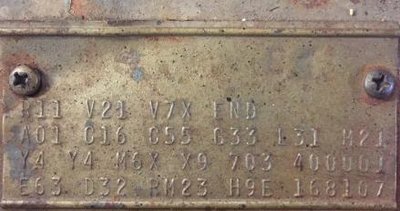 R11 V21 V7X END
A01 C16 C55 G33 L31 M21
Y4 Y4 M6X X9 703 400001
E63 D32 RM23 H9E 168107